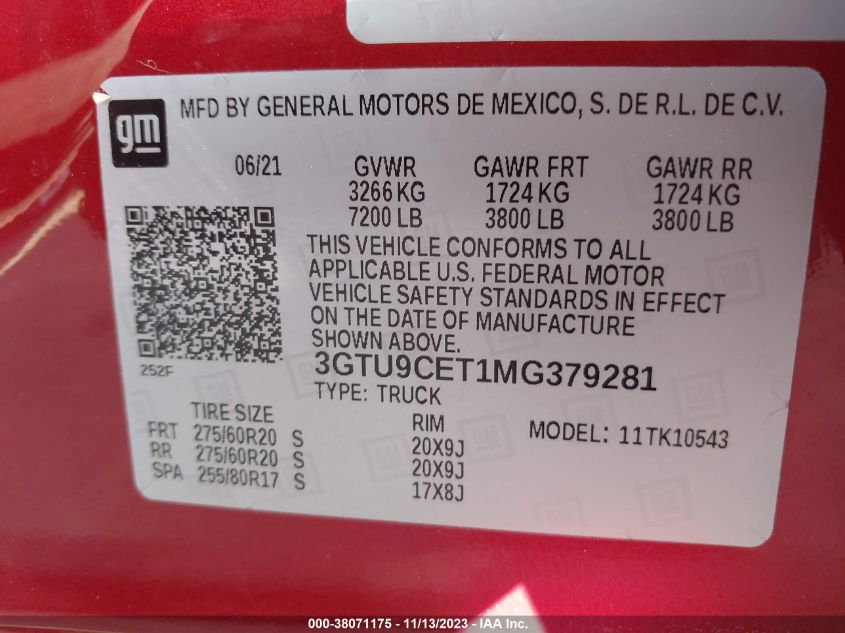 gm
MFD BY GENERAL MOTORS DE MEXICO, S. DE R.L. DE C.V.
06/21 GVWR GAWR FRT GAWR RR
3266 KG 1724 KG 1724 KG
7200 LB 3800 LB 3800 LB
THIS VEHICLE CONFORMS TO ALL
APPLICABLE U.S. FEDERAL MOTOR
VEHICLE SAFETY STANDARDS IN EFFECT
ON THE DATE OF MANUFACTURE
SHOWN ABOVE.
252F
3GTU9CET1MG379281
TYPE: TRUCK
TIRE SIZE RIM MODEL: 11TK10543
FRT 275/60R20 S 20X9J
RR 275/60R20 S 20X9J
SPA 255/80R17 S 17X8J
000-38071175 - 11/13/2023 - IAA Inc.